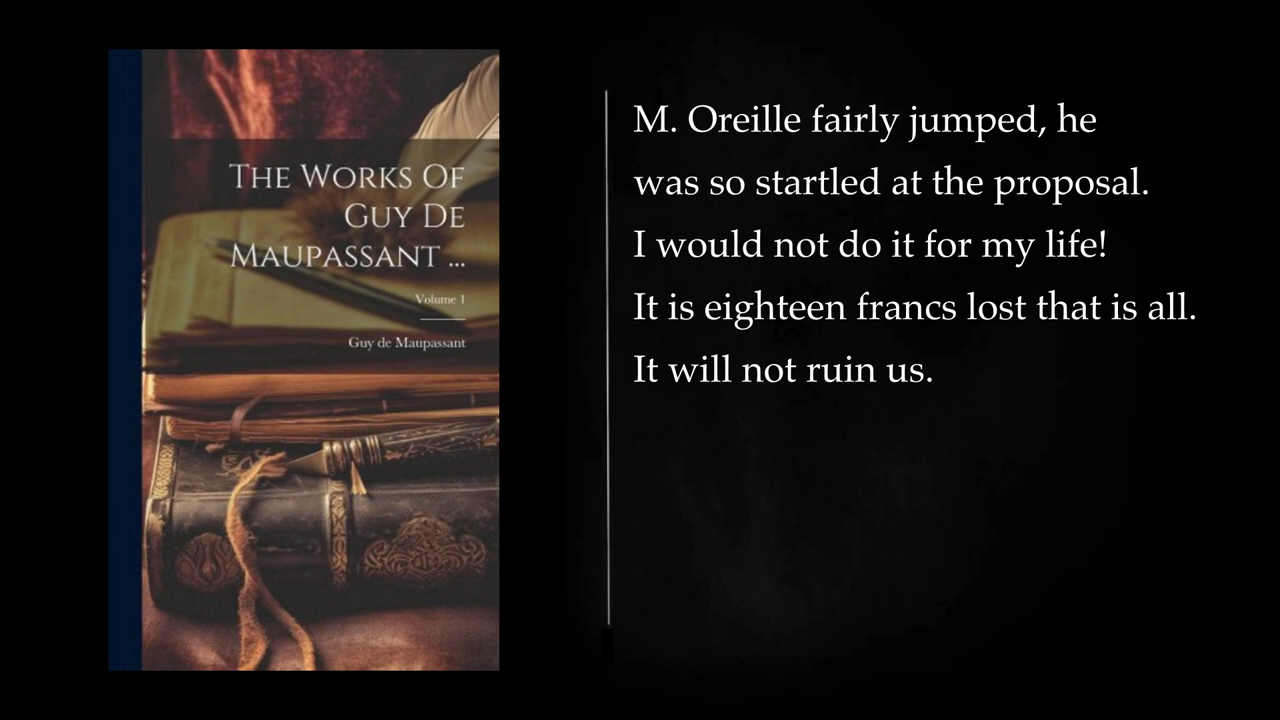 The Works Of
Guy De
Maupassant ...
Volume 1
Guy de Maupassant
M. Oreille fairly jumped, he
was so startled at the proposal.
I would not do it for my life!
It is eighteen francs lost that is all.
It will not ruin us.